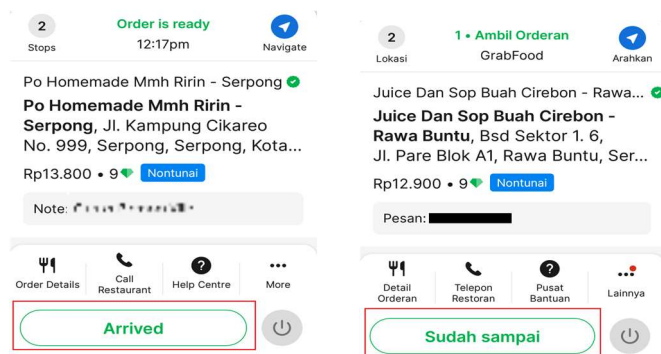 2
Stops
Order is ready
12:17pm
Navigate
Po Homemade Mmh Ririn - Serpong
Po Homemade Mmh Ririn -
Serpong, Jl. Kampung Cikareo
No. 999, Serpong, Serpong, Kota...
Rp13.800 • 9 Nontunai
Note:
Order Details
Call
Restaurant
Help Centre
More
Arrived
2
Lokasi
1 • Ambil Orderan
GrabFood
Arahkan
Juice Dan Sop Buah Cirebon - Rawa...
Juice Dan Sop Buah Cirebon -
Rawa Buntu, Bsd Sektor 1. 6,
Jl. Pare Blok A1, Rawa Buntu, Ser...
Rp12.900 • 9 Nontunai
Pesan:
Detail
Orderan
Telepon
Restoran
Pusat
Bantuan
Lainnya
Sudah sampai